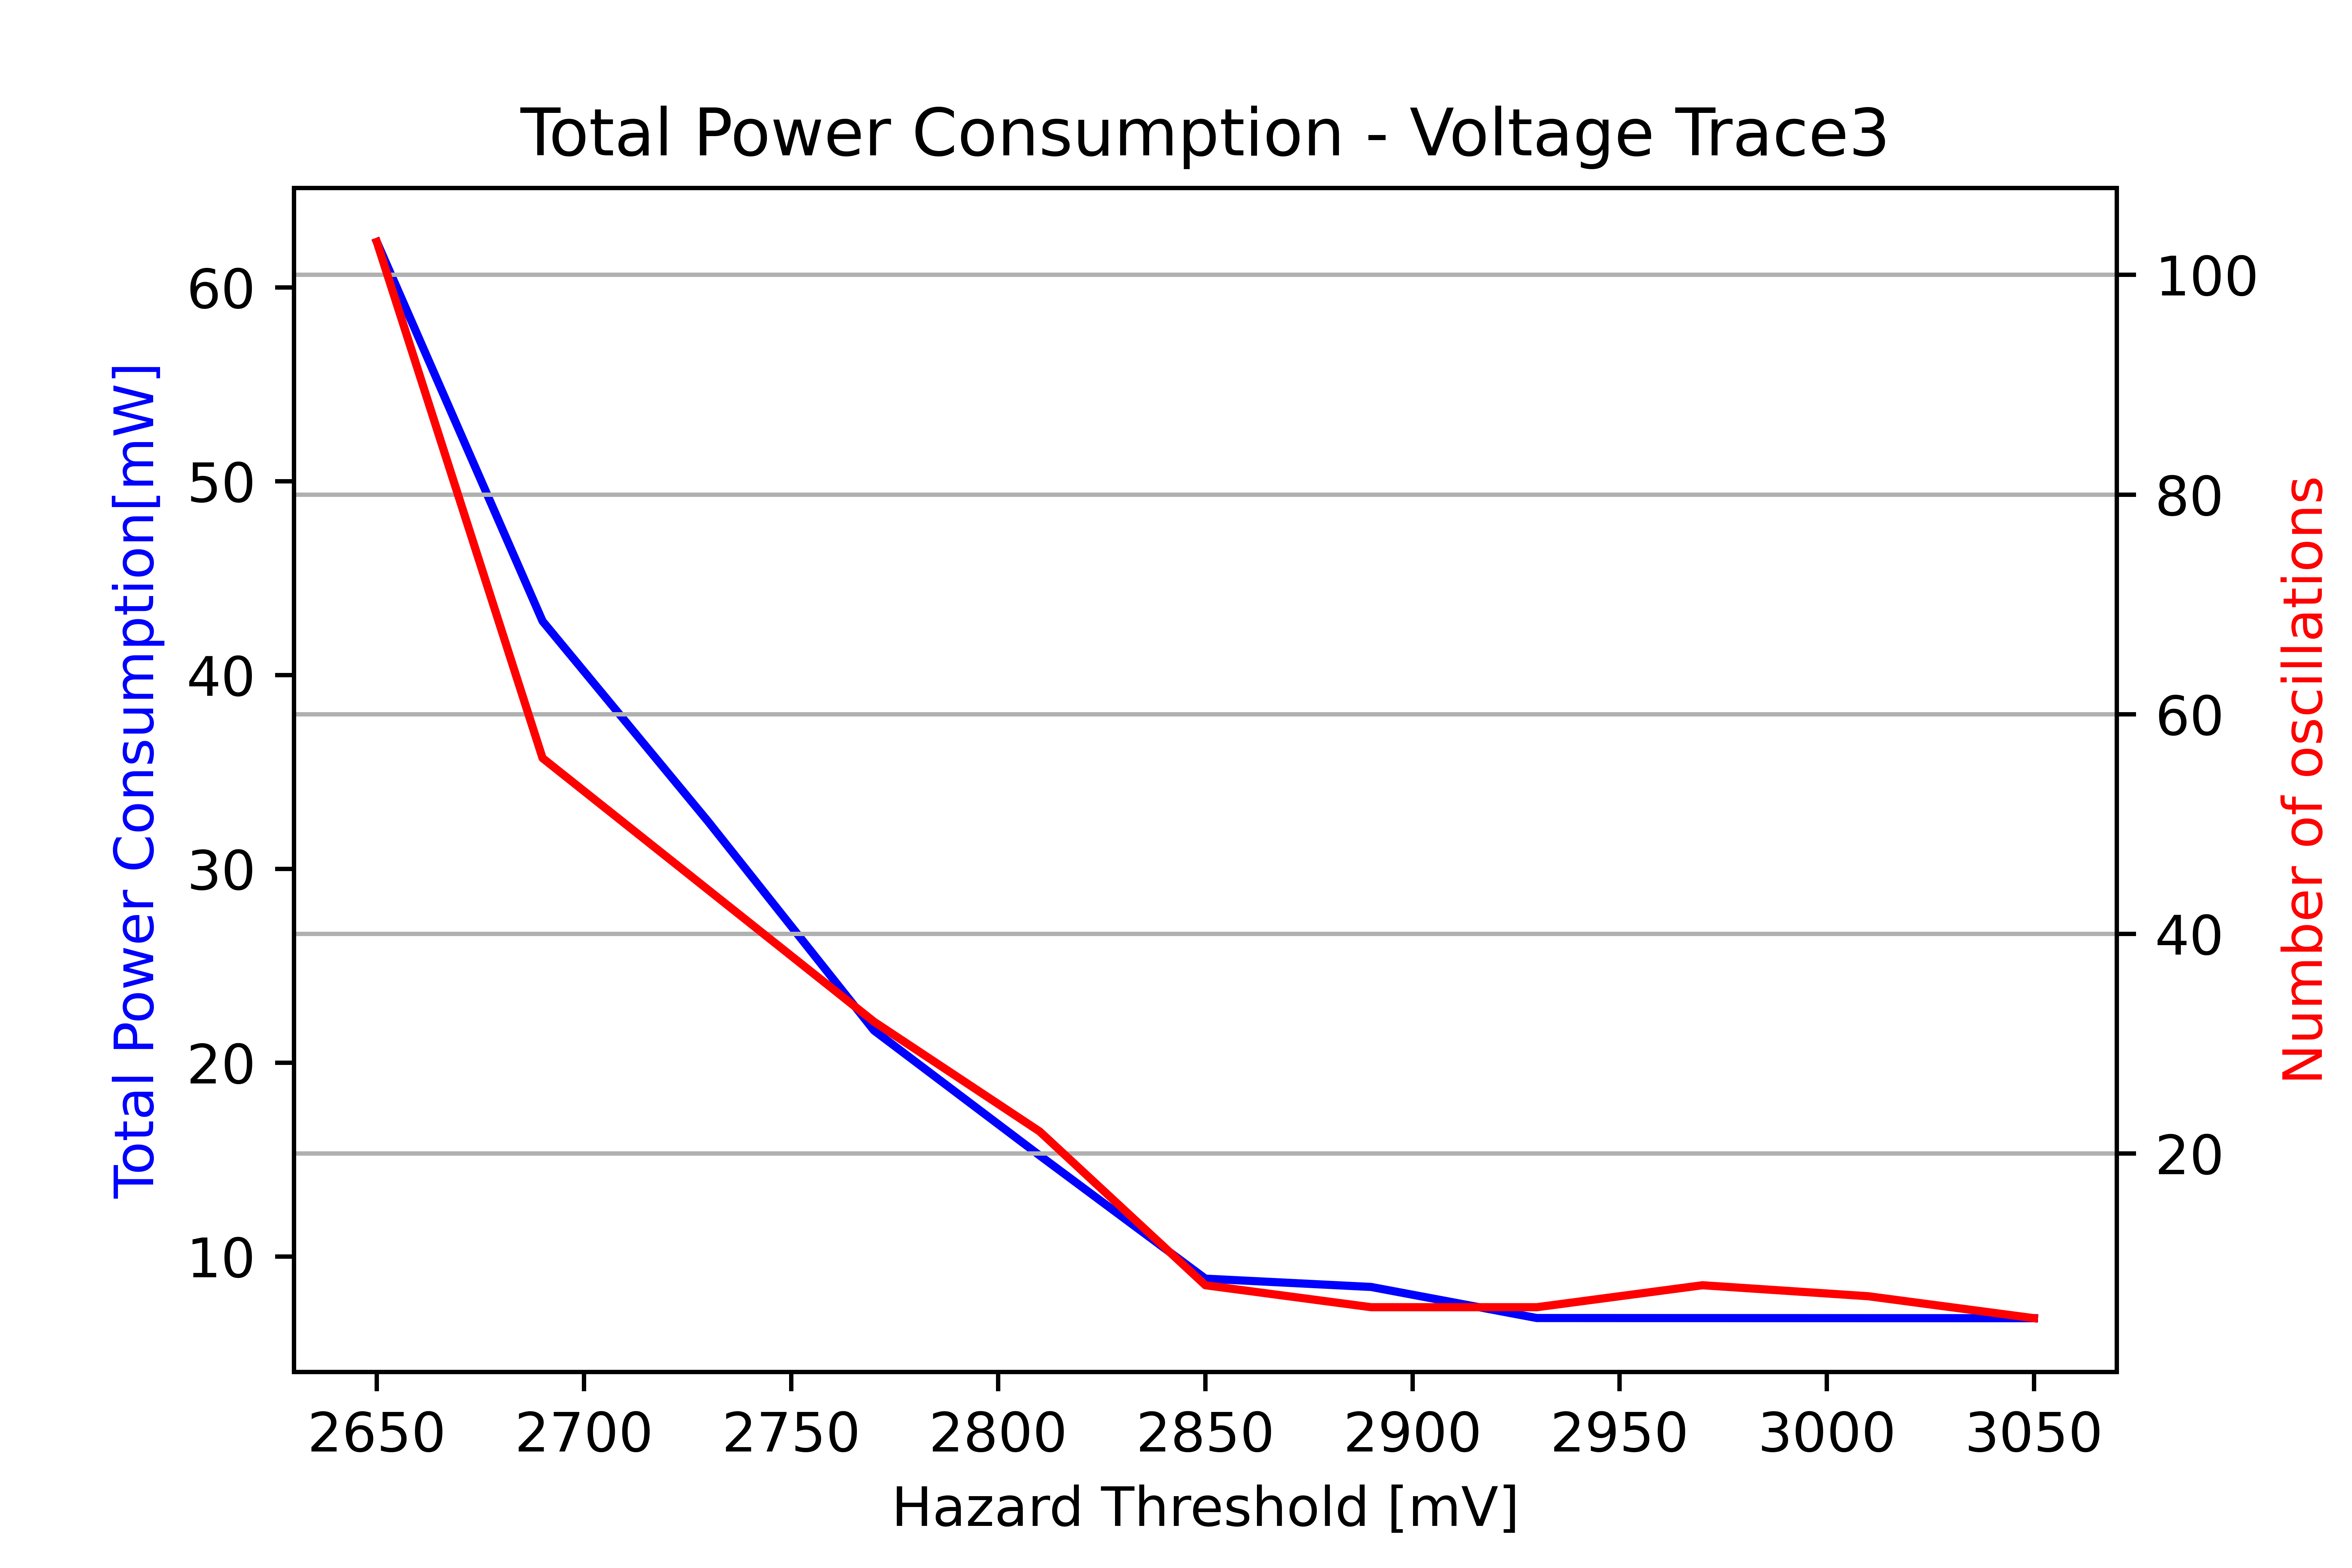 Total Power Consumption - Voltage Trace3
Total Power Consumption[mW]
60
50
40
30
20
10
100
80
60
40
20
Number of oscillations
2650 2700 2750 2800 2850 2900 2950 3000 3050
Hazard Threshold [mV]